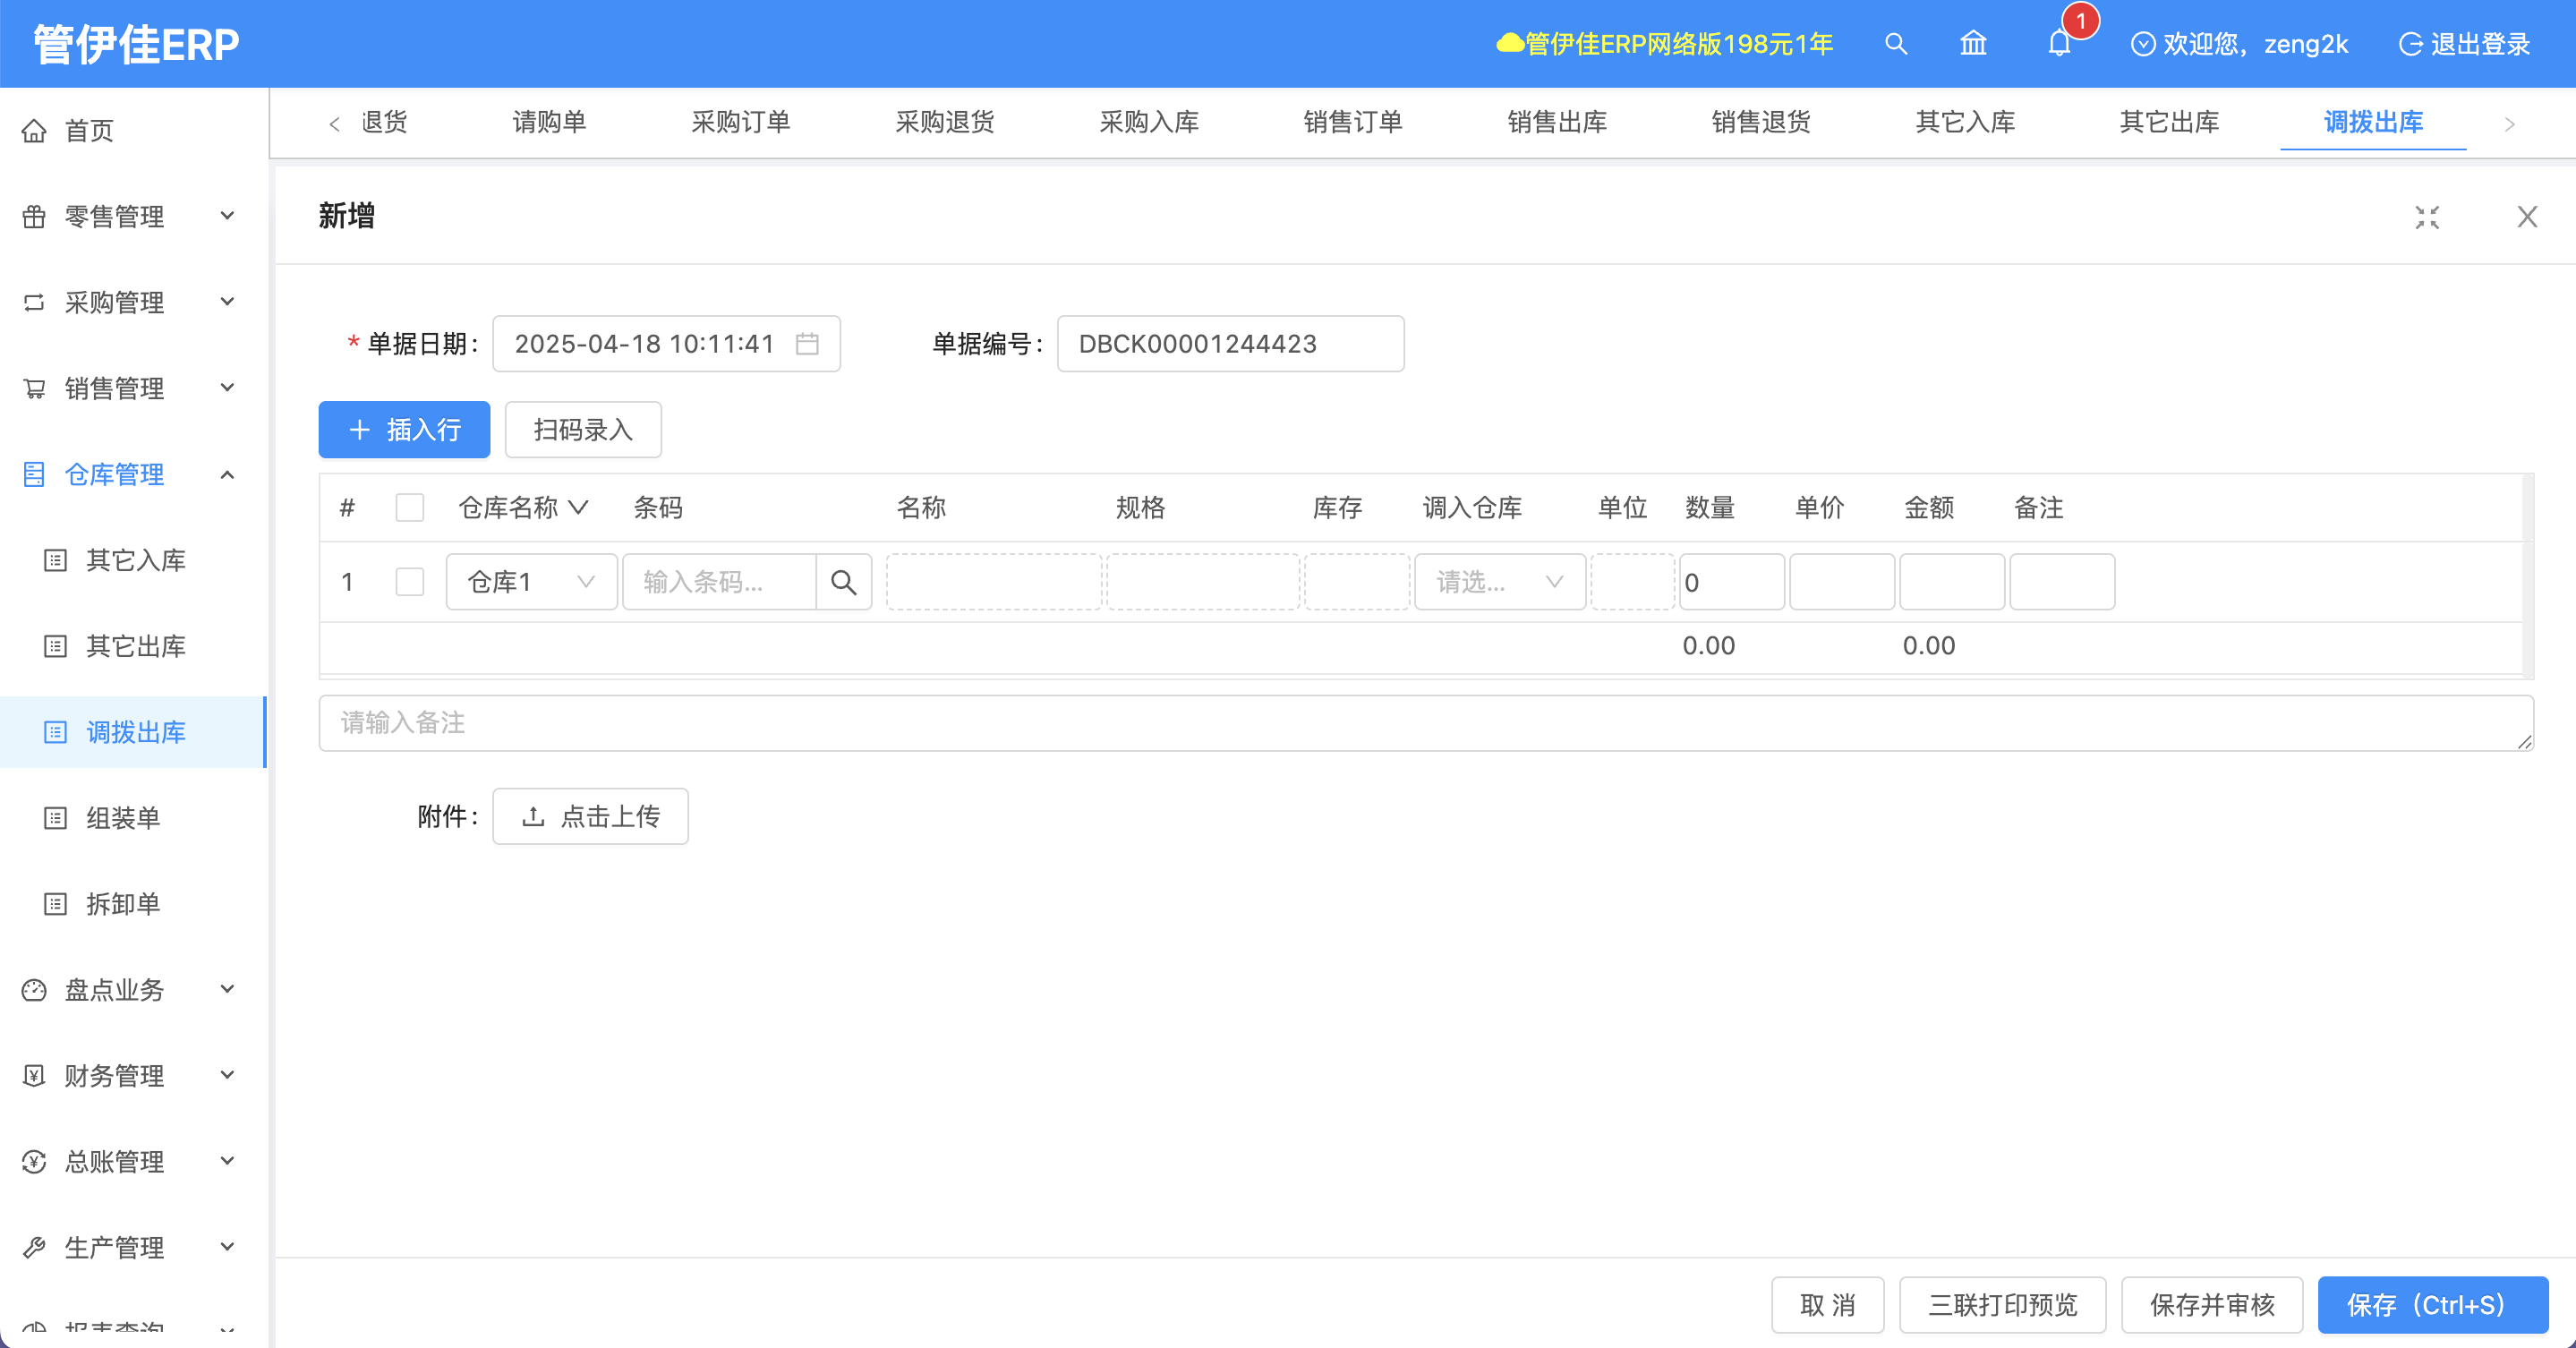 管伊佳ERP
管伊佳ERP网络版198元1年
1
欢迎您，zeng2k
退出登录
首页
零售管理
采购管理
销售管理
仓库管理
其它入库
其它出库
调拨出库
组装单
拆卸单
盘点业务
财务管理
总账管理
生产管理
报表查询
退货 请购单 采购订单 采购退货 采购入库 销售订单 销售出库 销售退货 其它入库 其它出库 调拨出库
新增
* 单据日期: 2025-04-18 10:11:41 单据编号: DBCK00001244423
插入行 扫码录入
# 仓库名称 条码 名称 规格 库存 调入仓库 单位 数量 单价 金额 备注
1 仓库1 输入条码... 请选... 0
0.00 0.00
请输入备注
附件: 点击上传
取 消 三联打印预览 保存并审核 保存（Ctrl+S）